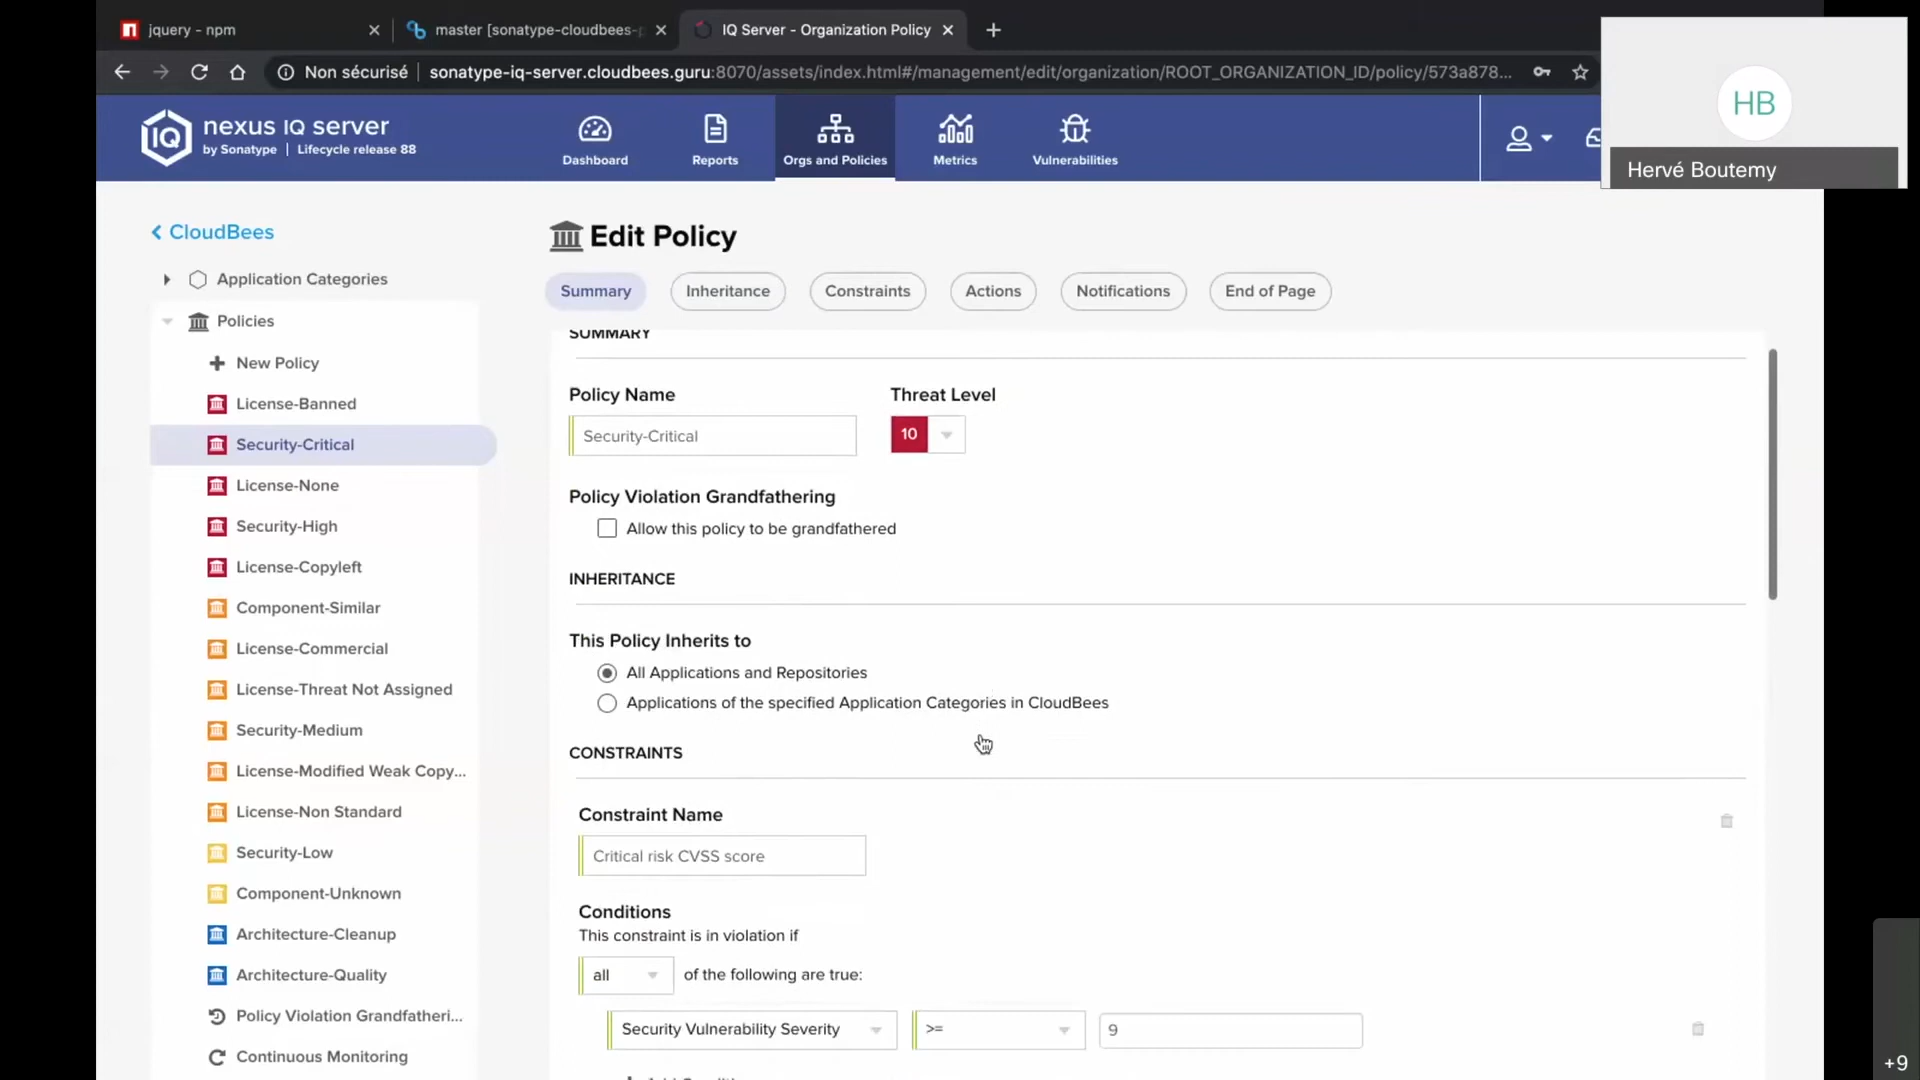 jquery - npm
master [sonatype-cloudbees-p
IQ Server - Organization Policy
Non sécurisé
sonatype-iq-server.cloudbees.guru:8070/assets/index.html#/management/edit/organization/ROOT_ORGANIZATION_ID/policy/573a878...
HB
Hervé Boutemy
IQ
nexus IQ server
by Sonatype | Lifecycle release 88
Dashboard
Reports
Orgs and Policies
Metrics
Vulnerabilities
CloudBees
Application Categories
Policies
New Policy
License-Banned
Security-Critical
License-None
Security-High
License-Copyleft
Component-Similar
License-Commercial
License-Threat Not Assigned
Security-Medium
License-Modified Weak Copy...
License-Non Standard
Security-Low
Component-Unknown
Architecture-Cleanup
Architecture-Quality
Policy Violation Grandfatheri...
Continuous Monitoring
Edit Policy
Summary
Inheritance
Constraints
Actions
Notifications
End of Page
SUMMARY
Policy Name
Threat Level
Security-Critical
10
Policy Violation Grandfathering
Allow this policy to be grandfathered
INHERITANCE
This Policy Inherits to
All Applications and Repositories
Applications of the specified Application Categories in CloudBees
CONSTRAINTS
Constraint Name
Critical risk CVSS score
Conditions
This constraint is in violation if
all of the following are true:
Security Vulnerability Severity >= 9
+9